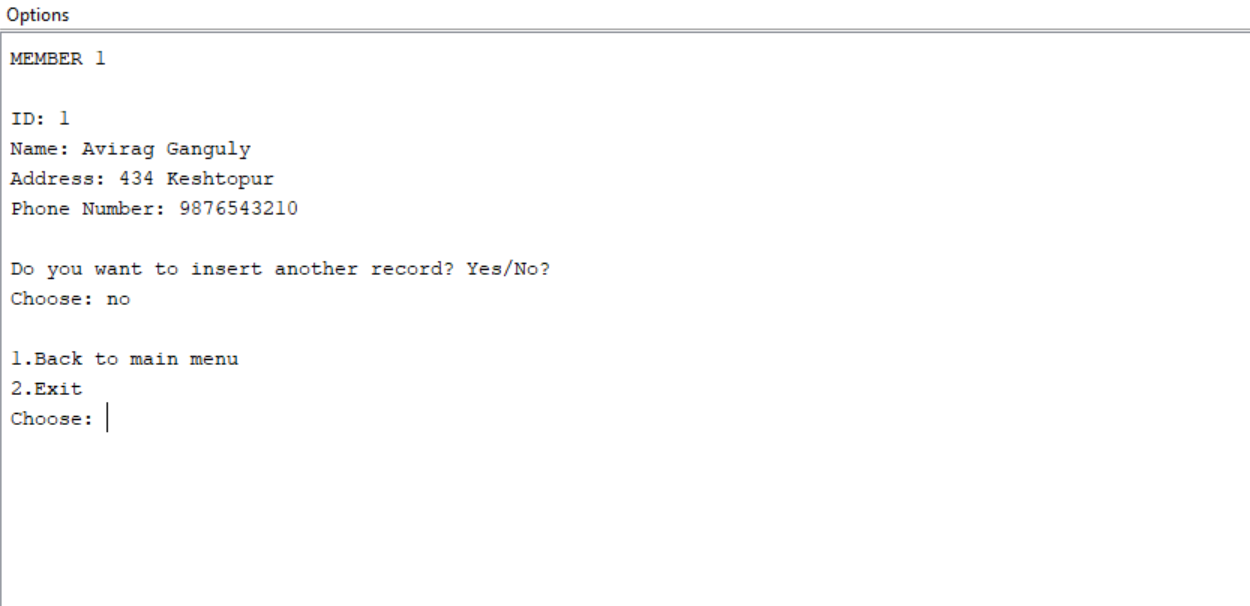 Options
MEMBER 1
ID: 1
Name: Avirag Ganguly
Address: 434 Keshtopur
Phone Number: 9876543210
Do you want to insert another record? Yes/No?
Choose: no
1.Back to main menu
2.Exit
Choose: